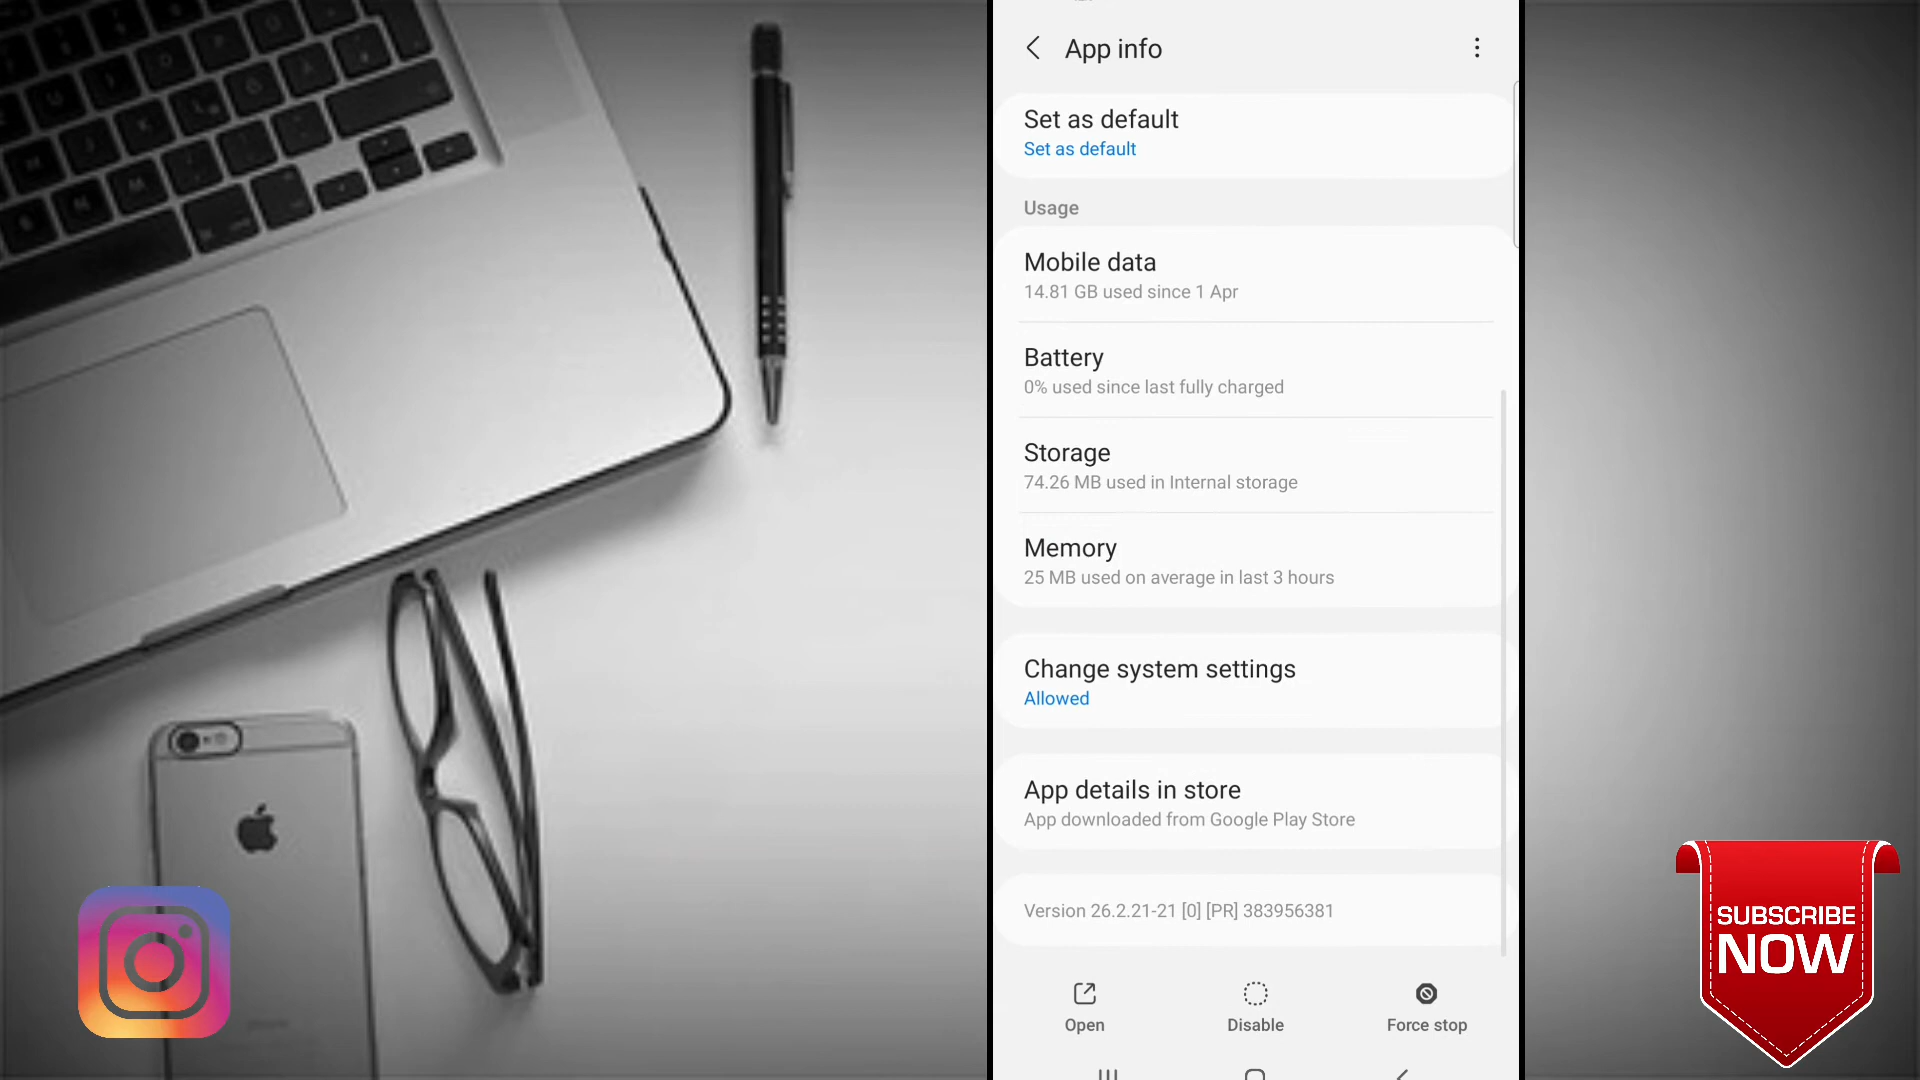 App info
Set as default
Set as default
Usage
Mobile data
14.81 GB used since 1 Apr
Battery
0% used since last fully charged
Storage
74.26 MB used in Internal storage
Memory
25 MB used on average in last 3 hours
Change system settings
Allowed
App details in store
App downloaded from Google Play Store
Version 26.2.21-21 [0] [PR] 383956381
Open
Disable
Force stop
SUBSCRIBE
NOW